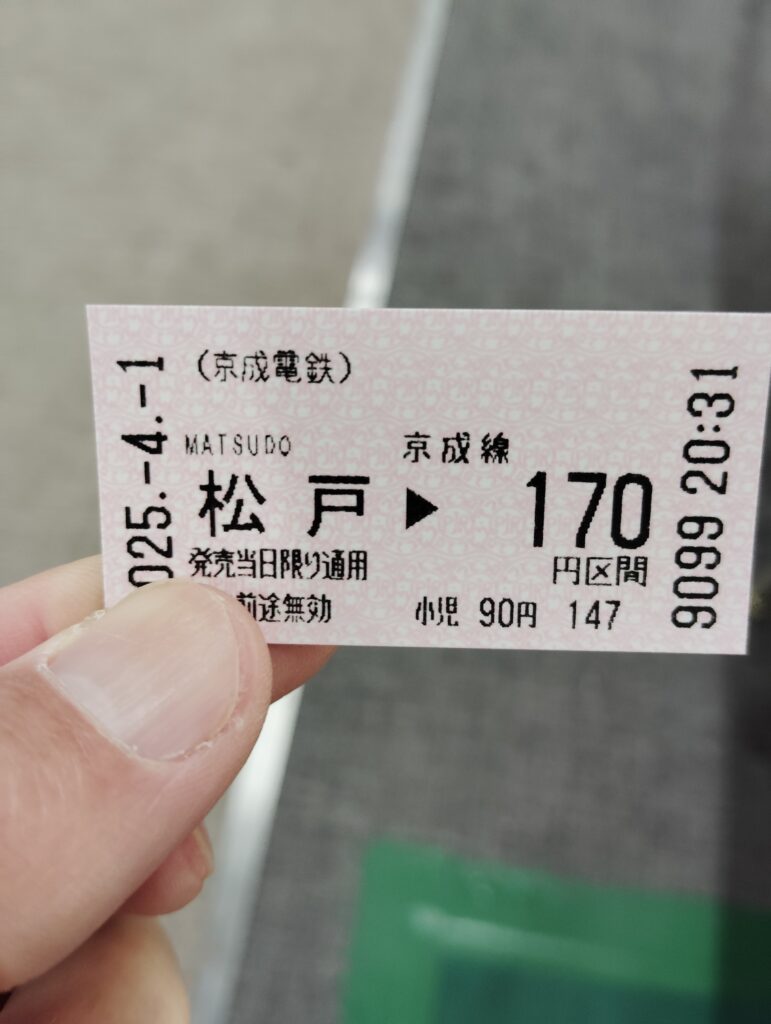 (京成電鉄)
MATSUDO 京成線
松戸▶170
発売当日限り通用 円区間
前途無効 小児 90円 147
025.-4.-1
9099 20:31